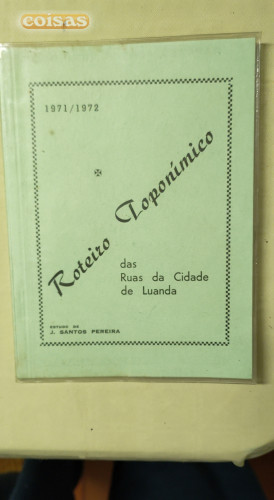 coisas
1971/1972
Roteiro Toponímico
das
Ruas da Cidade
de Luanda
ESTUDO DE
J. SANTOS PEREIRA